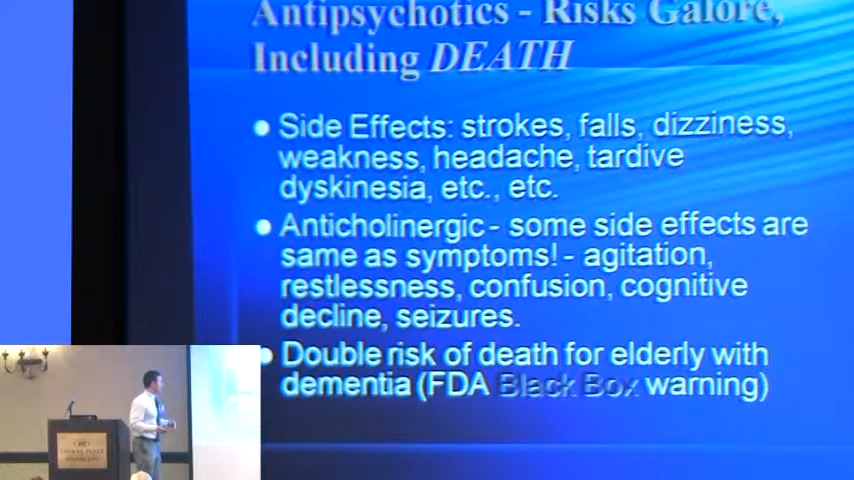 Antipsychotics - Risks Galore,
Including DEATH
Side Effects: strokes, falls, dizziness,
weakness, headache, tardive
dyskinesia, etc., etc.
Anticholinergic - some side effects are
same as symptoms! - agitation,
restlessness, confusion, cognitive
decline, seizures.
Double risk of death for elderly with
dementia (FDA Black Box warning)